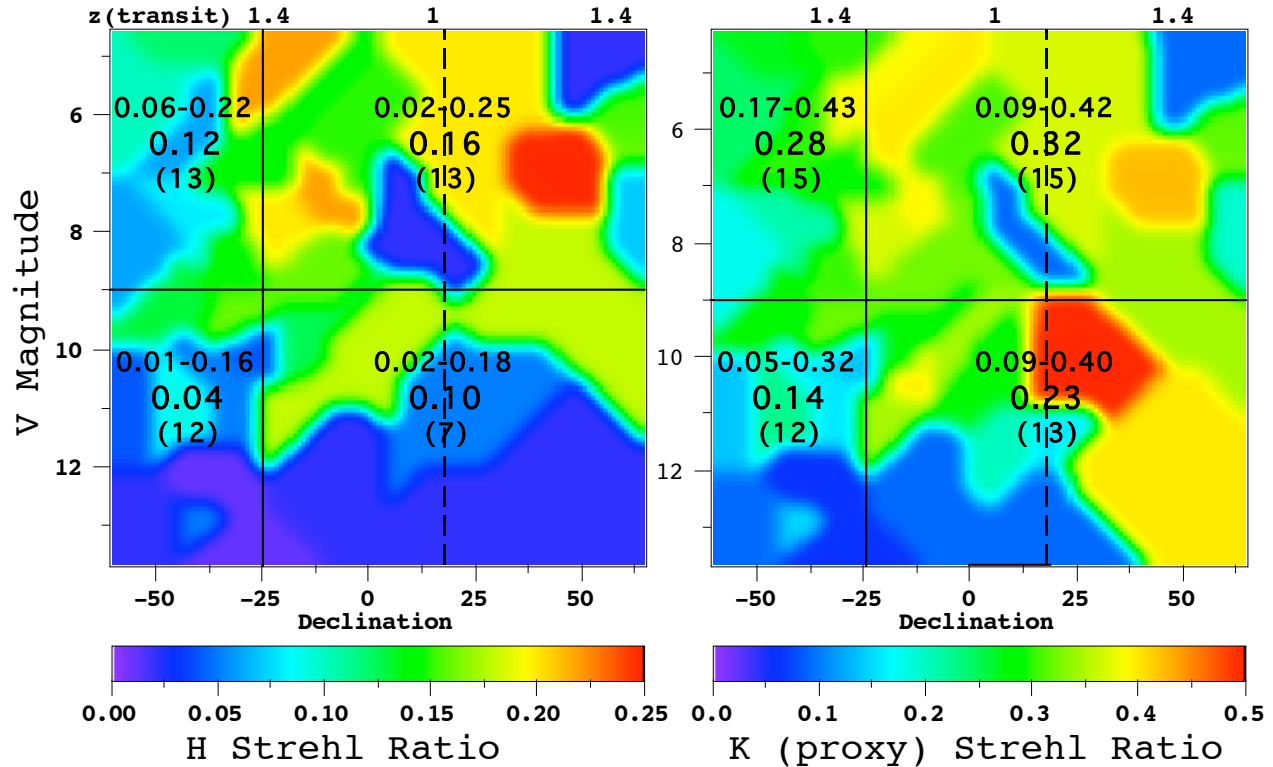 z(transit) 1.4 1 1.4
1.4 1 1.4
V Magnitude
6
8
10
12
0.06-0.22
0.12
(13)
0.02-0.25
0.16
(13)
0.01-0.16
0.04
(12)
0.02-0.18
0.10
(7)
−50 −25 0 25 50
Declination
0.00 0.05 0.10 0.15 0.20 0.25
H Strehl Ratio
6
8
10
12
0.17-0.43
0.28
(15)
0.09-0.42
0.32
(15)
0.05-0.32
0.14
(12)
0.09-0.40
0.23
(13)
−50 −25 0 25 50
Declination
0.0 0.1 0.2 0.3 0.4 0.5
K (proxy) Strehl Ratio